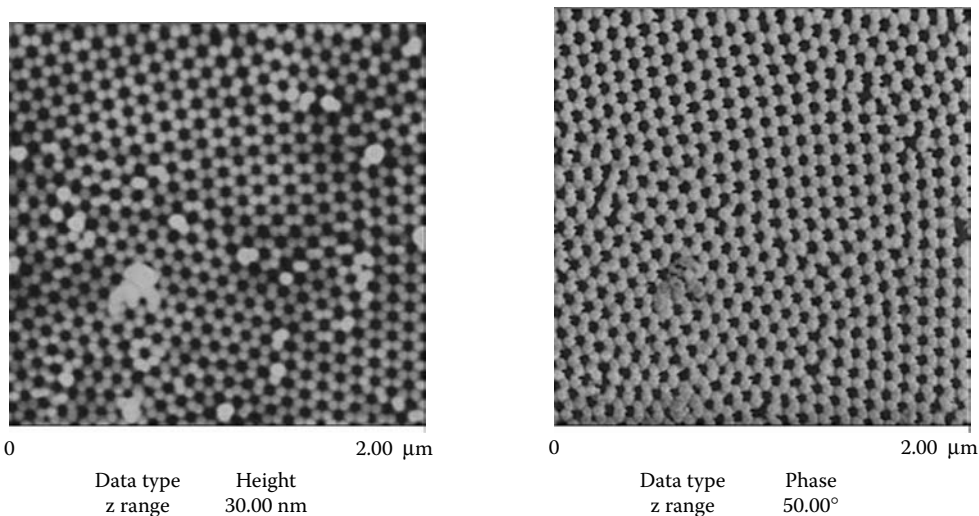 0 2.00 μm
Data type Height
z range 30.00 nm
0 2.00 μm
Data type Phase
z range 50.00°